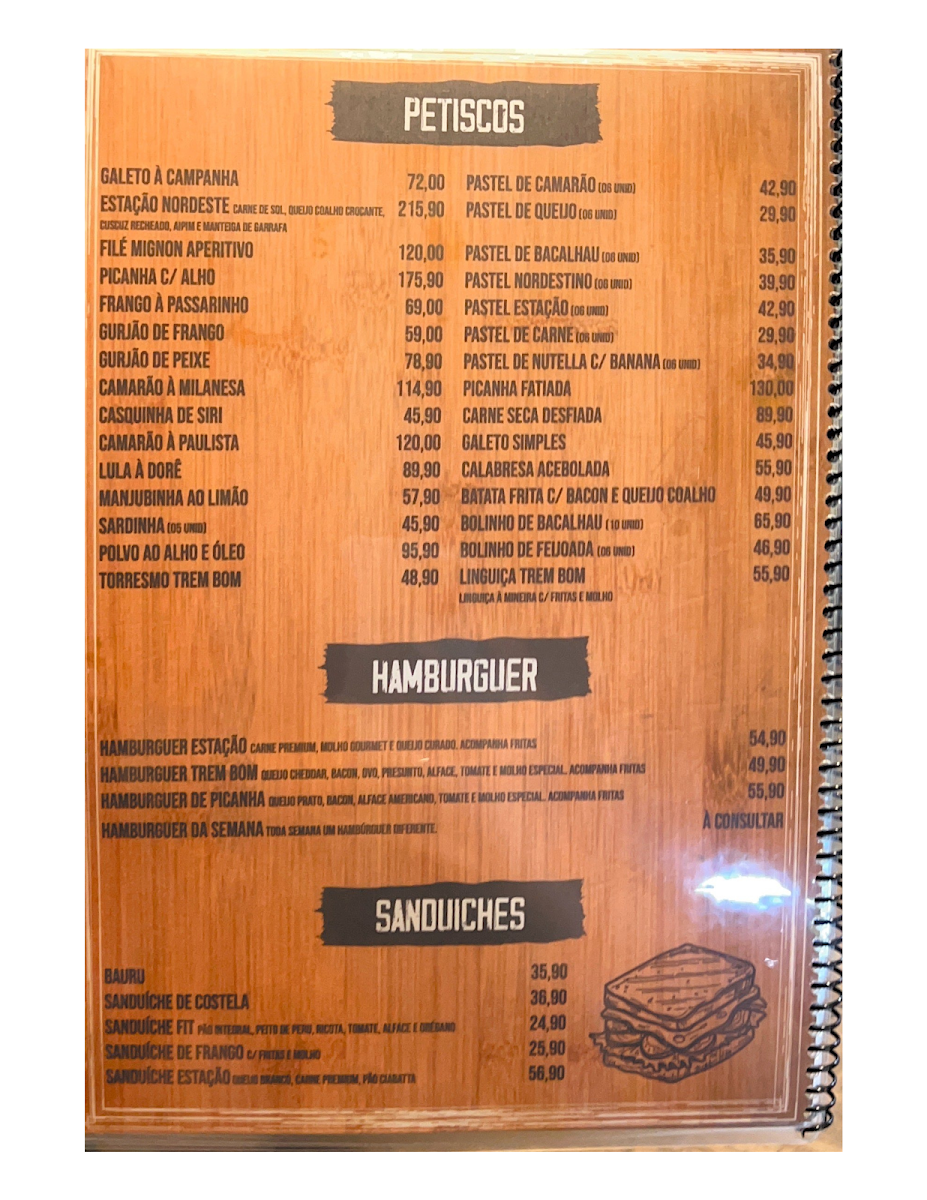 PETISCOS
GALETO À CAMPANHA 72,00
ESTAÇÃO NORDESTE CARNE DE SOL, QUEIJO COALHO CROCANTE, 215,90
CUSCUZ RECHEADO, AIPIM E MANTEIGA DE GARRAFA
FILÉ MIGNON APERITIVO 120,00
PICANHA C/ ALHO 175,90
FRANGO À PASSARINHO 69,00
GURJÃO DE FRANGO 59,00
GURJÃO DE PEIXE 78,90
CAMARÃO À MILANESA 114,90
CASQUINHA DE SIRI 45,90
CAMARÃO À PAULISTA 120,00
LULA À DORÊ 89,90
MANJUBINHA AO LIMÃO 57,90
SARDINHA (05 UNID) 45,90
POLVO AO ALHO E ÓLEO 95,90
TORRESMO TREM BOM 48,90
PASTEL DE CAMARÃO (06 UNID) 42,90
PASTEL DE QUEIJO (06 UNID) 29,90
PASTEL DE BACALHAU (06 UNID) 35,90
PASTEL NORDESTINO (06 UNID) 39,90
PASTEL ESTAÇÃO (06 UNID) 42,90
PASTEL DE CARNE (06 UNID) 29,90
PASTEL DE NUTELLA C/ BANANA (06 UNID) 34,90
PICANHA FATIADA 130,00
CARNE SECA DESFIADA 89,90
GALETO SIMPLES 45,90
CALABRESA ACEBOLADA 55,90
BATATA FRITA C/ BACON E QUEIJO COALHO 49,90
BOLINHO DE BACALHAU (10 UNID) 65,90
BOLINHO DE FEIJOADA (06 UNID) 46,90
LINGUIÇA TREM BOM 55,90
LINGUIÇA À MINEIRA C/ FRITAS E MOLHO
HAMBURGUER
HAMBURGUER ESTAÇÃO CARNE PREMIUM, MOLHO GOURMET E QUEIJO CURADO. ACOMPANHA FRITAS 54,90
HAMBURGUER TREM BOM QUEIJO CHEDDAR, BACON, OVO, PRESUNTO, ALFACE, TOMATE E MOLHO ESPECIAL. ACOMPANHA FRITAS 49,90
HAMBURGUER DE PICANHA QUEIJO PRATO, BACON, ALFACE AMERICANO, TOMATE E MOLHO ESPECIAL. ACOMPANHA FRITAS 55,90
HAMBURGUER DA SEMANA TODA SEMANA UM HAMBÚRGUER DIFERENTE. À CONSULTAR
SANDUICHES
BAURU 35,90
SANDUÍCHE DE COSTELA 36,90
SANDUÍCHE FIT PÃO INTEGRAL, PEITO DE PERU, RICOTA, TOMATE, ALFACE E ORÉGANO 24,90
SANDUÍCHE DE FRANGO C/ FRITAS E MOLHO 25,90
SANDUÍCHE ESTAÇÃO QUEIJO BRANCO, CARNE PREMIUM, PÃO CIABATTA 56,90